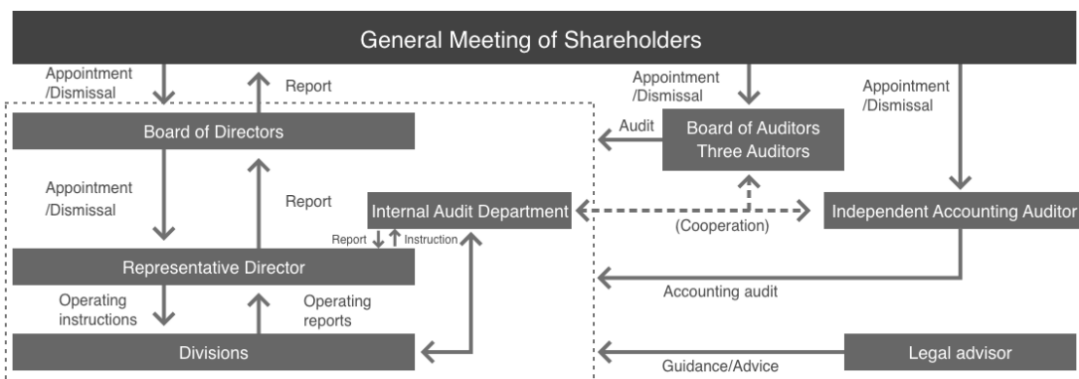 General Meeting of Shareholders
Appointment
/Dismissal
Report
Appointment
/Dismissal
Appointment
/Dismissal
Board of Directors
Audit
Board of Auditors
Three Auditors
Appointment
/Dismissal
Report
Internal Audit Department
(Cooperation)
Independent Accounting Auditor
Report
Instruction
Representative Director
Accounting audit
Operating
instructions
Operating
reports
Divisions
Guidance/Advice
Legal advisor